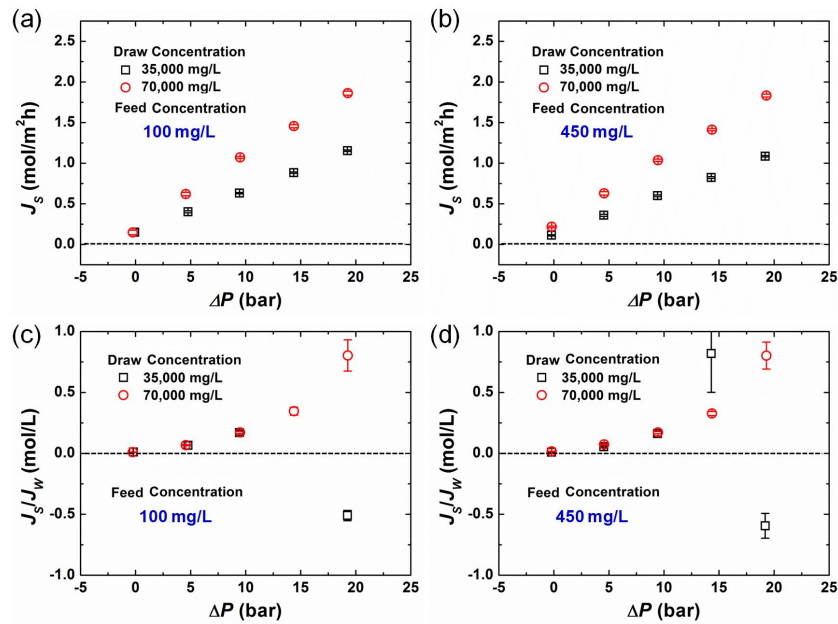 (a)
2.5
2.0
1.5
1.0
0.5
0.0
J_S (mol/m²h)
Draw Concentration
35,000 mg/L
70,000 mg/L
Feed Concentration
100 mg/L
-5 0 5 10 15 20 25
ΔP (bar)
(b)
2.5
2.0
1.5
1.0
0.5
0.0
J_S (mol/m²h)
Draw Concentration
35,000 mg/L
70,000 mg/L
Feed Concentration
450 mg/L
-5 0 5 10 15 20 25
ΔP (bar)
(c)
1.0
0.5
0.0
-0.5
-1.0
J_S/J_W (mol/L)
Draw Concentration
35,000 mg/L
70,000 mg/L
Feed Concentration
100 mg/L
-5 0 5 10 15 20 25
ΔP (bar)
(d)
1.0
0.5
0.0
-0.5
-1.0
J_S/J_W (mol/L)
Draw Concentration
35,000 mg/L
70,000 mg/L
Feed Concentration
450 mg/L
-5 0 5 10 15 20 25
ΔP (bar)